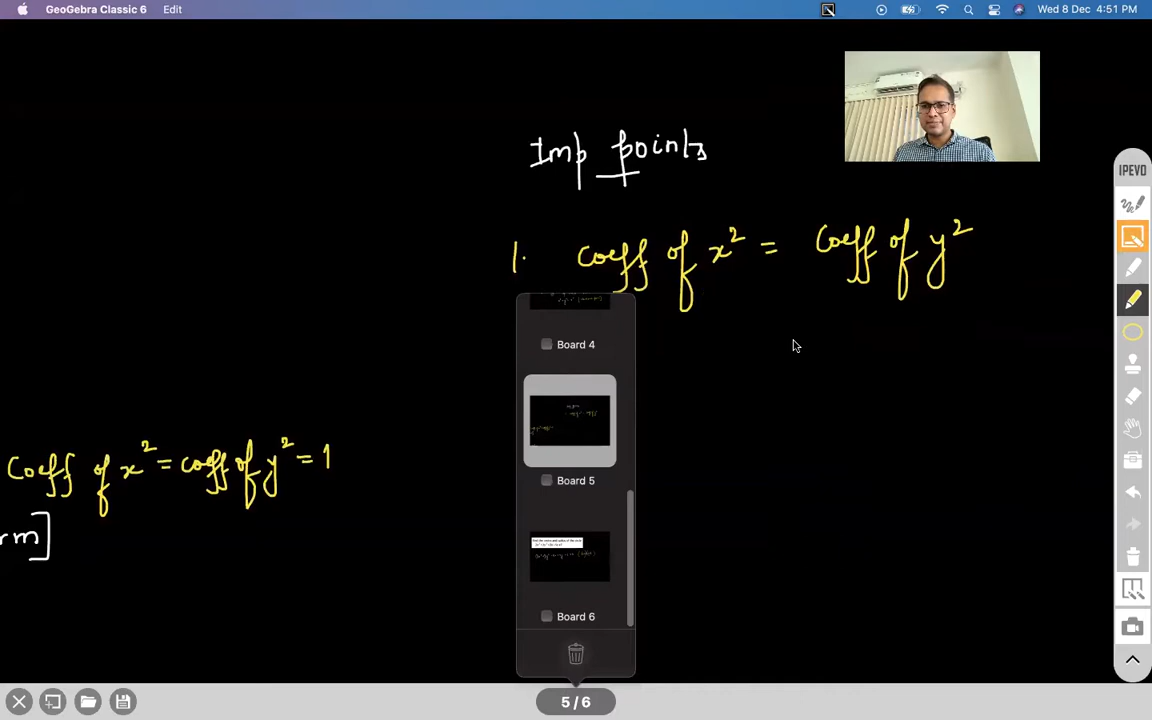 GeoGebra Classic 6 Edit Wed 8 Dec 4:51 PM
Imp points
IPEVO
1. Coeff of x² = Coeff of y²
Board 4
Board 5
Coeff of x² = coeff of y² = 1
rm]
Board 6
5 / 6